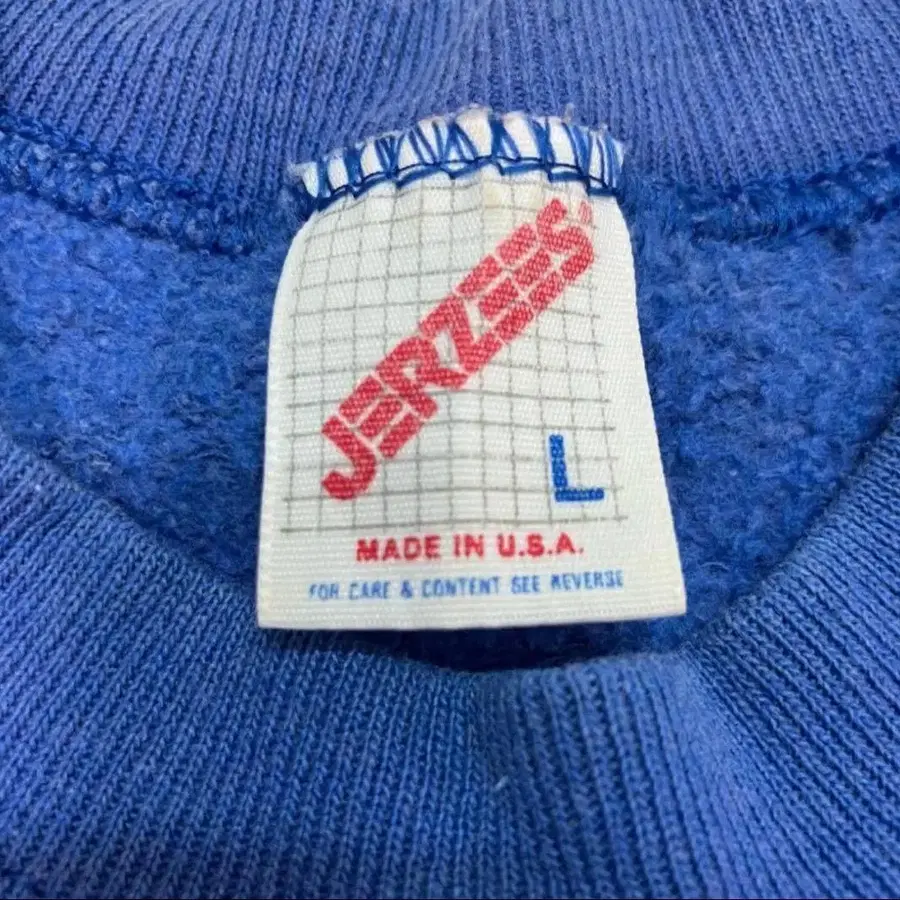 JERZEES®
L
MADE IN U.S.A.
FOR CARE & CONTENT SEE REVERSE